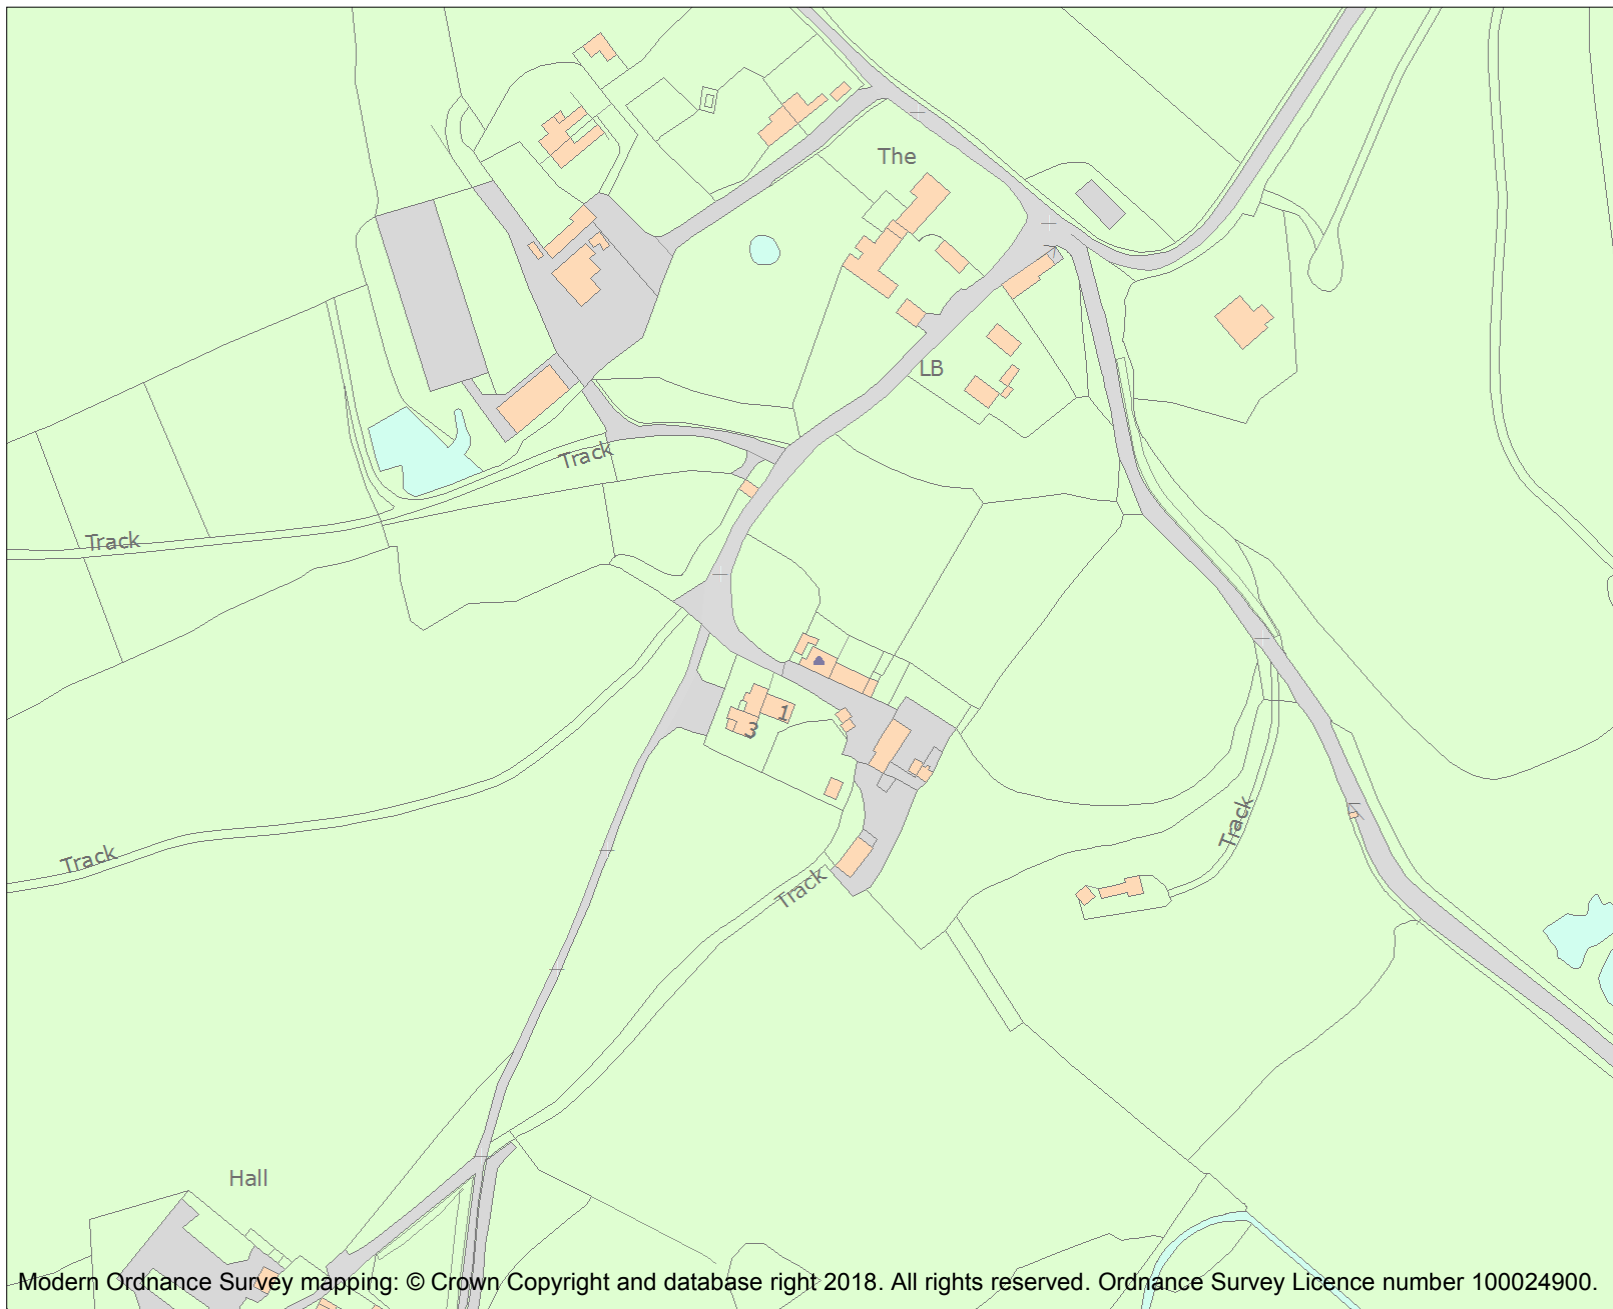 The
LB
Track
Track
1
3
Track
Track
Track
Hall
Modern Ordnance Survey mapping: © Crown Copyright and database right 2018. All rights reserved. Ordnance Survey Licence number 100024900.